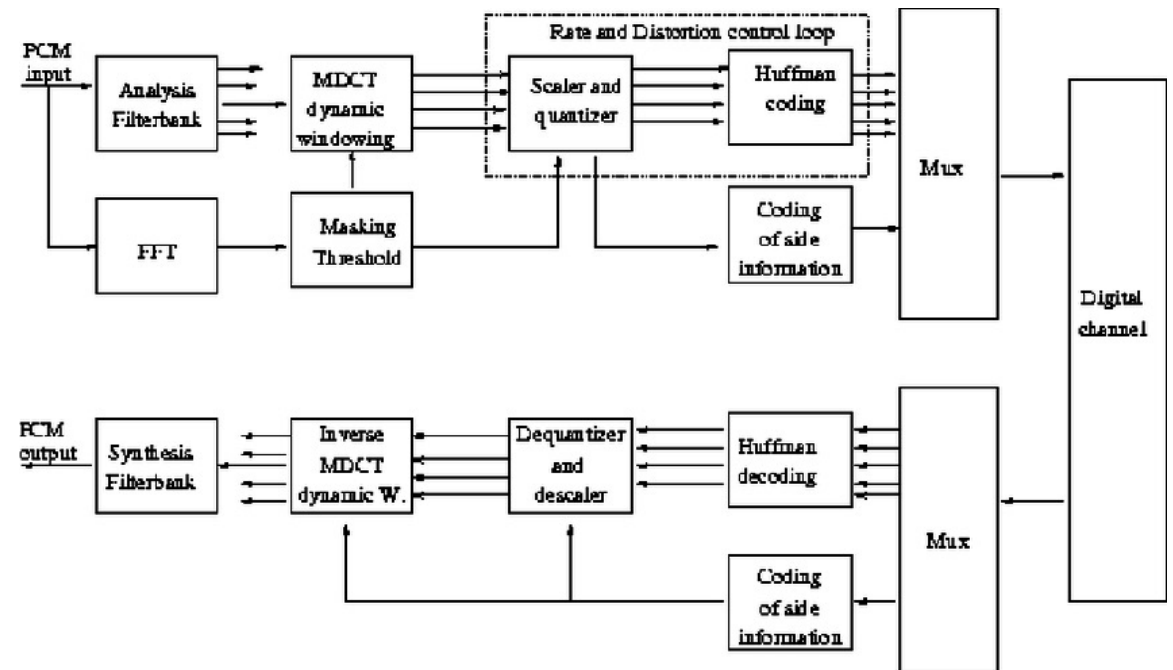 PCM
input
Analysis
Filterbank
MDCT
dynamic
windowing
Rate and Distortion control loop
Scaler and
quantizer
Huffman
coding
Mux
FFT
Masking
Threshold
Coding
of side
information
Digital
channel
PCM
output
Synthesis
Filterbank
Inverse
MDCT
dynamic W.
Dequantizer
and
descaler
Huffman
decoding
Mux
Coding
of side
information